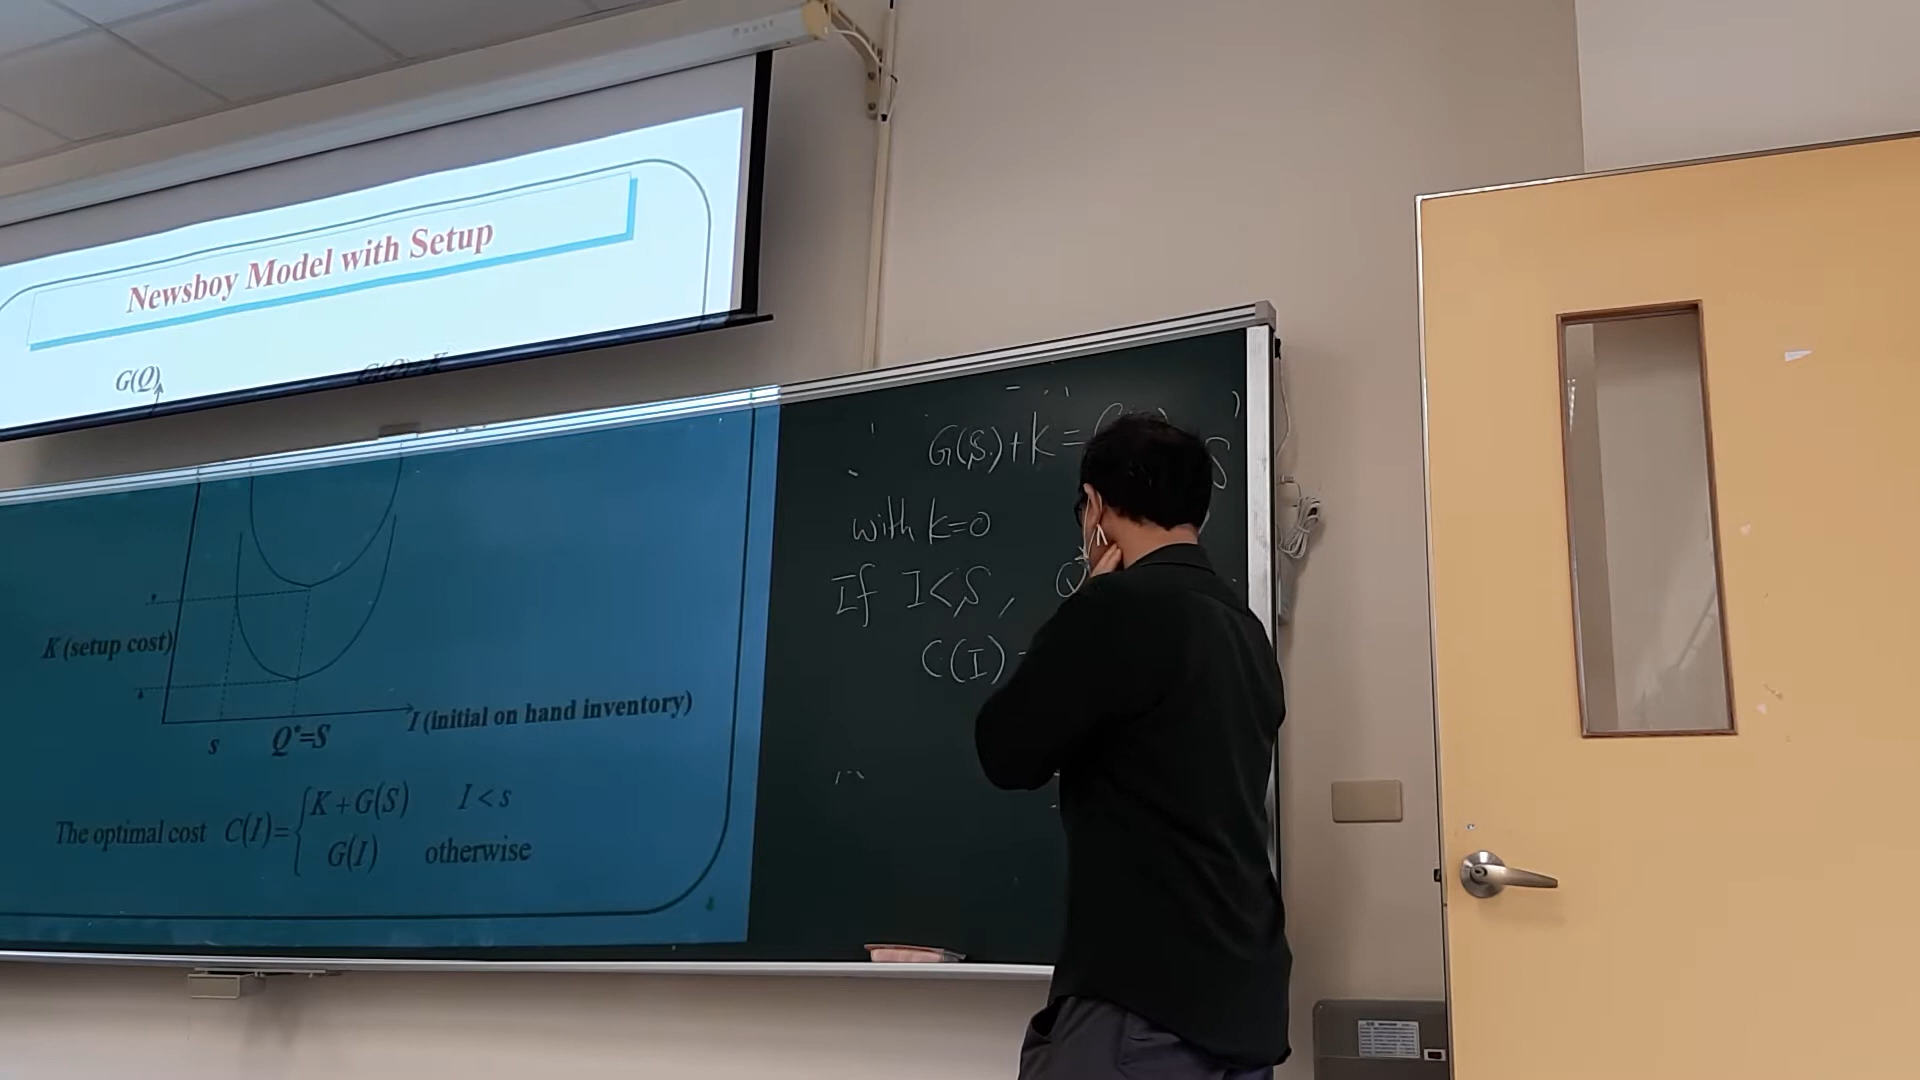 Newsboy Model with Setup
G(Q)
K (setup cost)
I (initial on hand inventory)
s Q*=S
The optimal cost C(I)= { K+G(S) I<s
G(I) otherwise
G(S)+K=
S
with K=0
If I<S, Q
C(I)